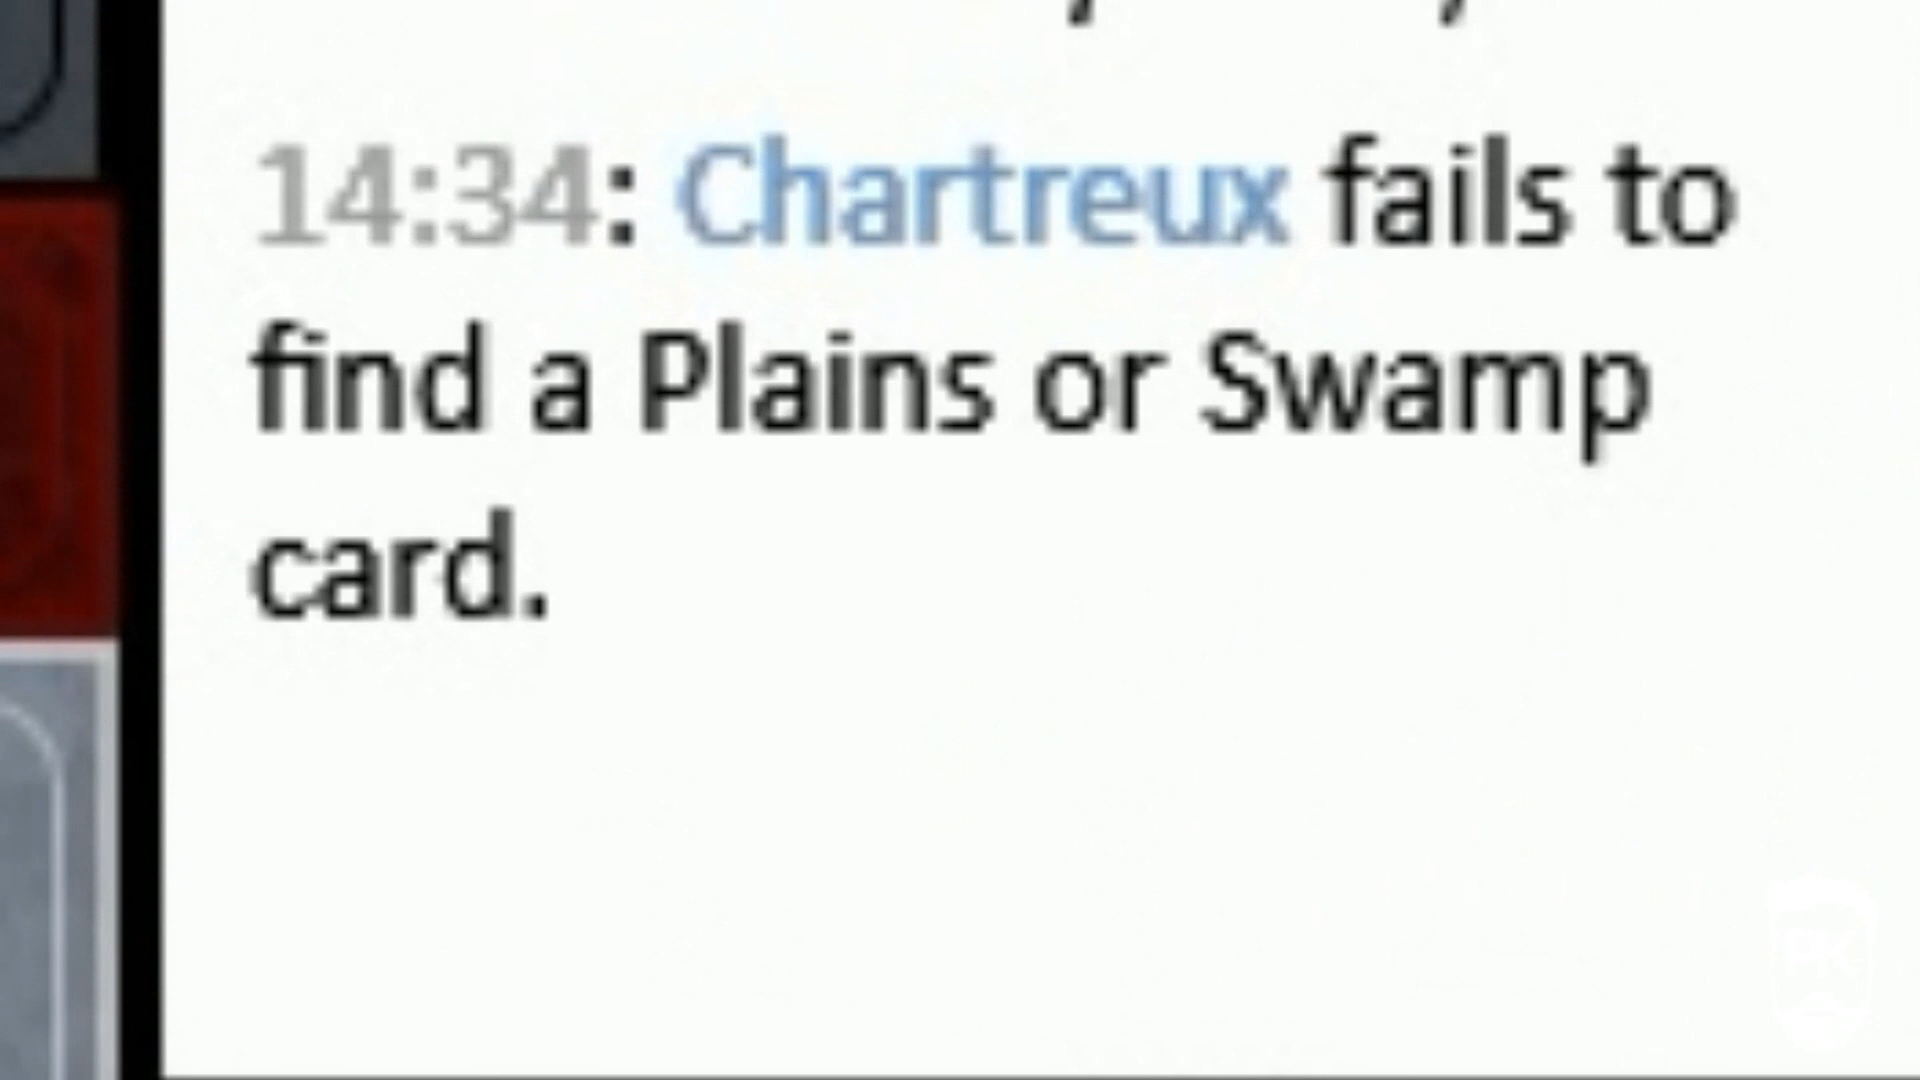 14:34: Chartreux fails to
find a Plains or Swamp
card.